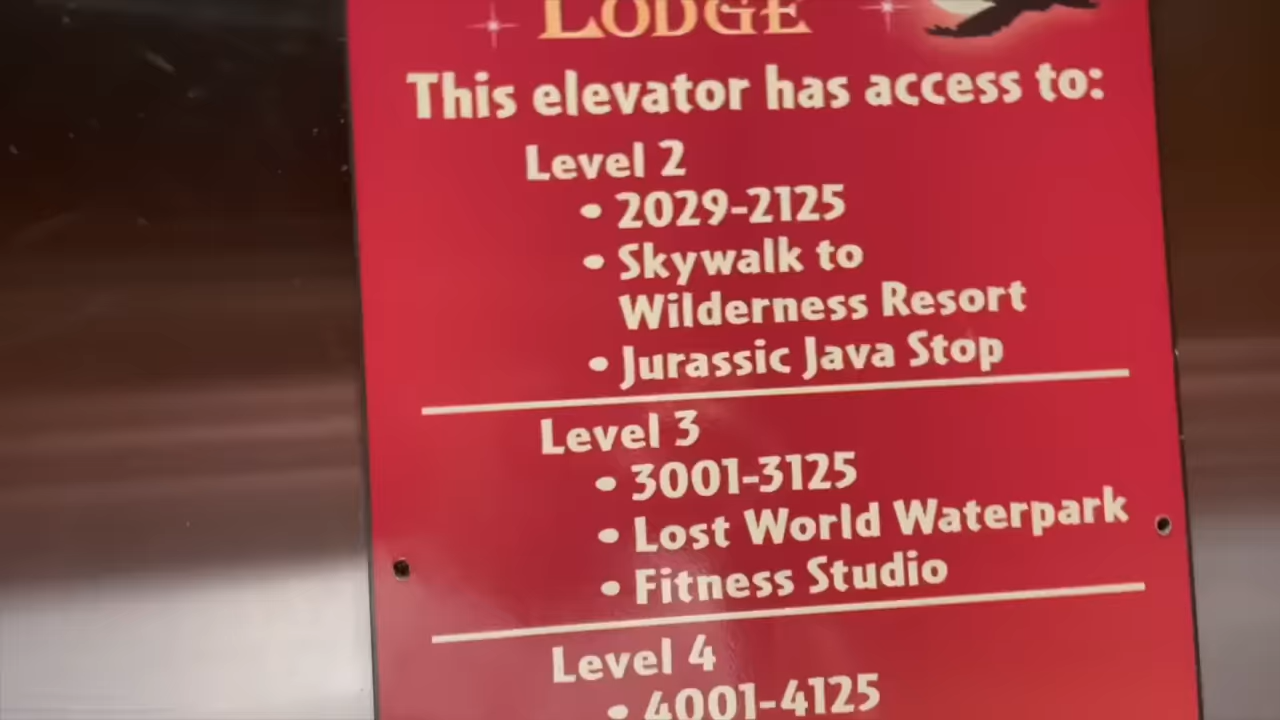 LODGE
This elevator has access to:
Level 2
• 2029-2125
• Skywalk to
Wilderness Resort
• Jurassic Java Stop
Level 3
• 3001-3125
• Lost World Waterpark
• Fitness Studio
Level 4
• 4001-4125